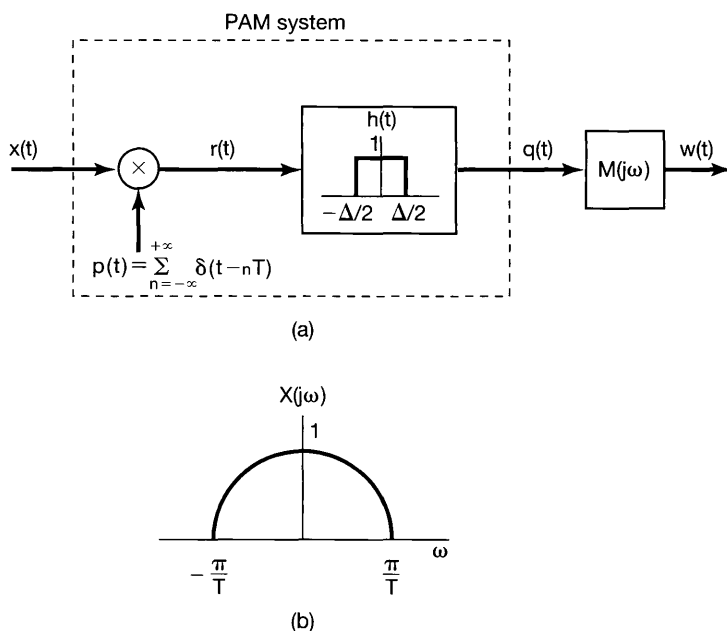 PAM system
h(t)
1
x(t)
×
r(t)
q(t)
M(jω)
w(t)
−Δ/2
Δ/2
p(t) = +∞ Σ n=−∞ δ(t−nT)
(a)
X(jω)
1
ω
− π/T
π/T
(b)